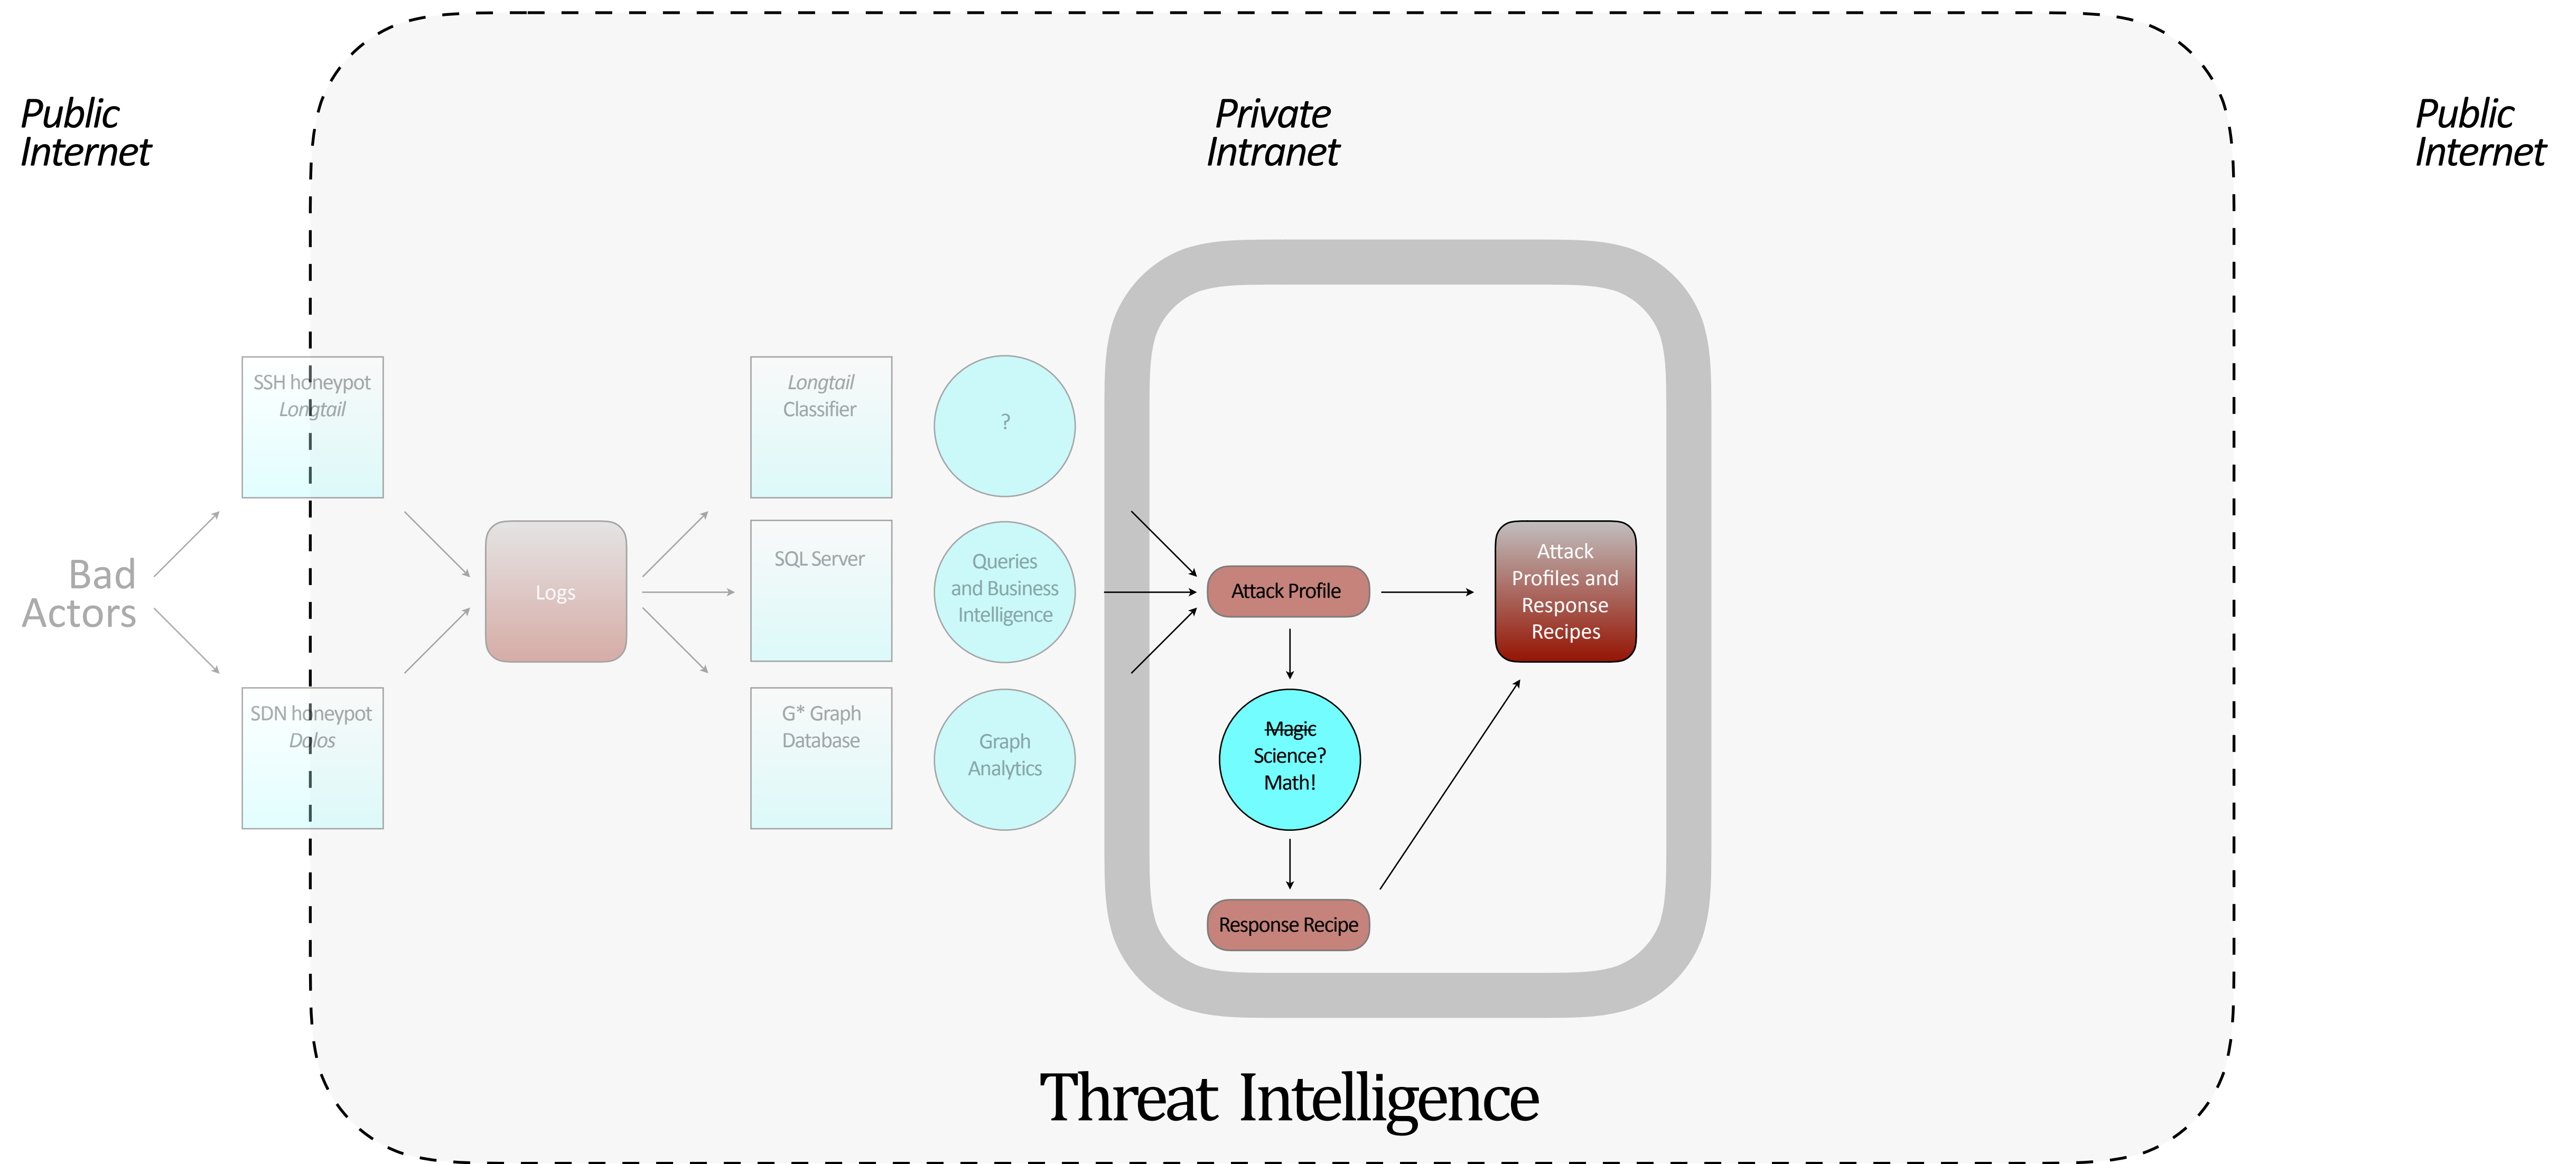 Public
Internet
Private
Intranet
Public
Internet
Bad
Actors
SSH honeypot
Longtail
SDN honeypot
Dolos
Logs
Longtail
Classifier
SQL Server
G* Graph
Database
?
Queries
and Business
Intelligence
Graph
Analytics
Attack Profile
Magic
Science?
Math!
Response Recipe
Attack
Profiles and
Response
Recipes
Threat Intelligence